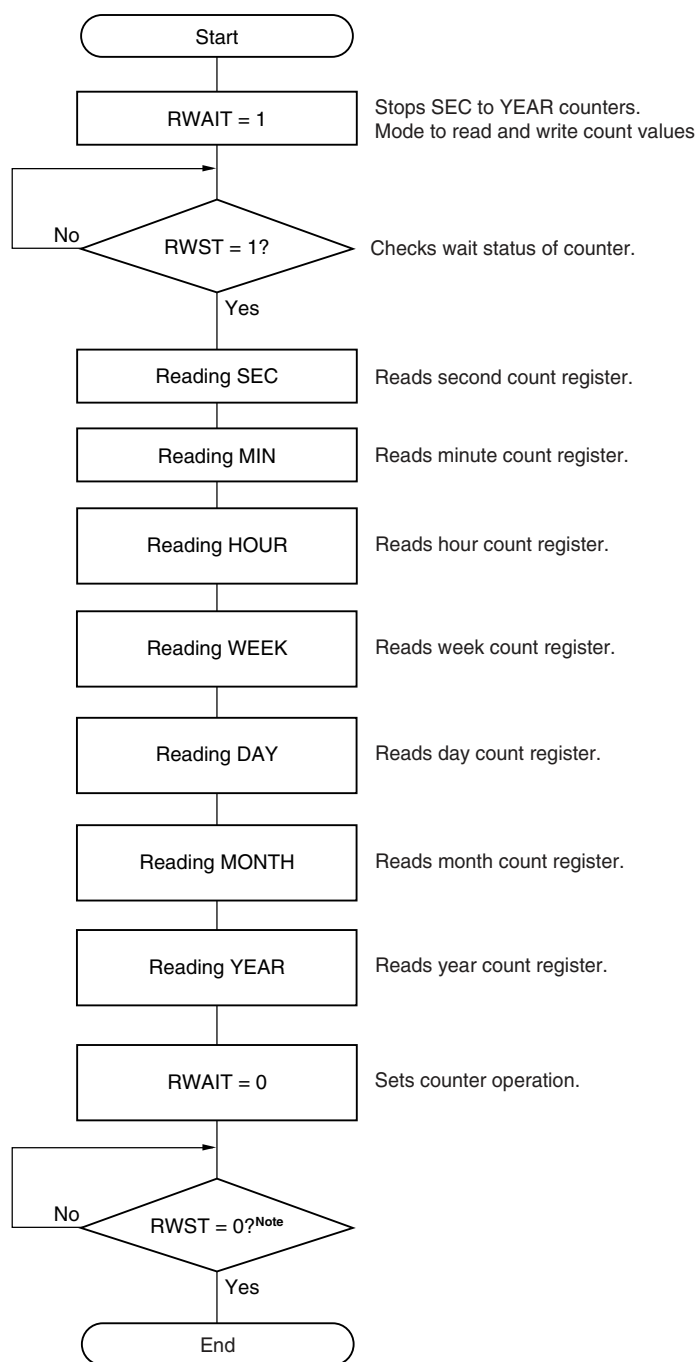 Start
RWAIT = 1
Stops SEC to YEAR counters.
Mode to read and write count values
No
RWST = 1?
Checks wait status of counter.
Yes
Reading SEC
Reads second count register.
Reading MIN
Reads minute count register.
Reading HOUR
Reads hour count register.
Reading WEEK
Reads week count register.
Reading DAY
Reads day count register.
Reading MONTH
Reads month count register.
Reading YEAR
Reads year count register.
RWAIT = 0
Sets counter operation.
No
RWST = 0?Note
Yes
End